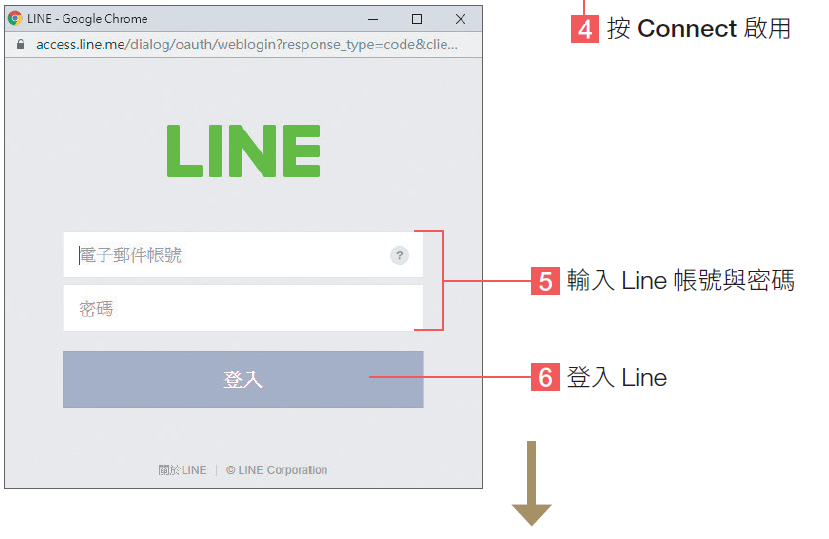 LINE - Google Chrome
4 按 Connect 啟用
access.line.me/dialog/oauth/weblogin?response_type=code&clie...
LINE
電子郵件帳號 ?
5 輸入 Line 帳號與密碼
密碼
登入
6 登入 Line
關於LINE | © LINE Corporation